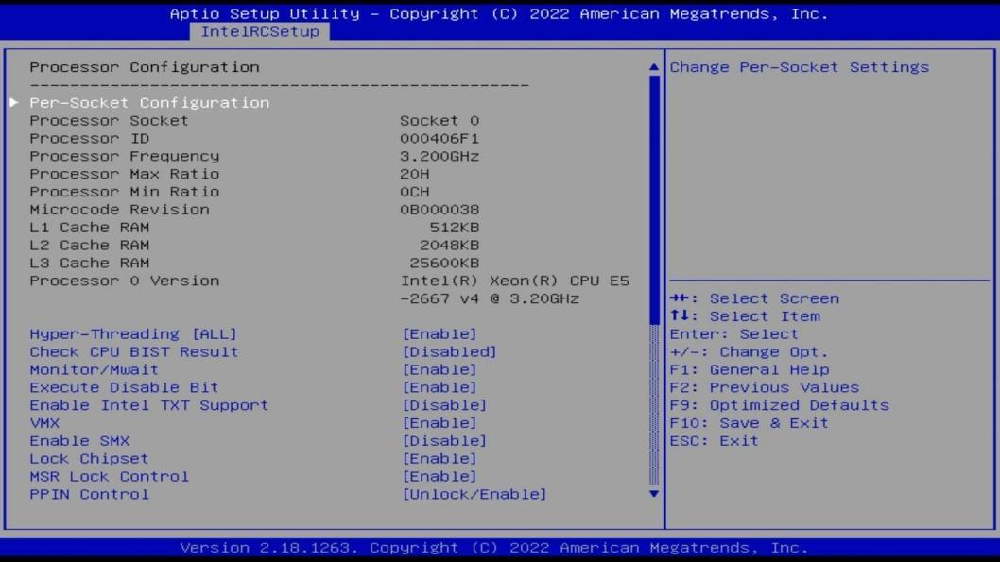 Aptio Setup Utility – Copyright (C) 2022 American Megatrends, Inc.
IntelRCSetup
Processor Configuration
--------------------------------------------------
Per-Socket Configuration
Processor Socket Socket 0
Processor ID 000406F1
Processor Frequency 3.200GHz
Processor Max Ratio 20H
Processor Min Ratio 0CH
Microcode Revision 0B000038
L1 Cache RAM 512KB
L2 Cache RAM 2048KB
L3 Cache RAM 25600KB
Processor 0 Version Intel(R) Xeon(R) CPU E5
-2667 v4 @ 3.20GHz
Hyper-Threading [ALL] [Enable]
Check CPU BIST Result [Disabled]
Monitor/Mwait [Enable]
Execute Disable Bit [Enable]
Enable Intel TXT Support [Disable]
VMX [Enable]
Enable SMX [Disable]
Lock Chipset [Enable]
MSR Lock Control [Enable]
PPIN Control [Unlock/Enable]
Change Per-Socket Settings
→←: Select Screen
↑↓: Select Item
Enter: Select
+/-: Change Opt.
F1: General Help
F2: Previous Values
F9: Optimized Defaults
F10: Save & Exit
ESC: Exit
Version 2.18.1263. Copyright (C) 2022 American Megatrends, Inc.